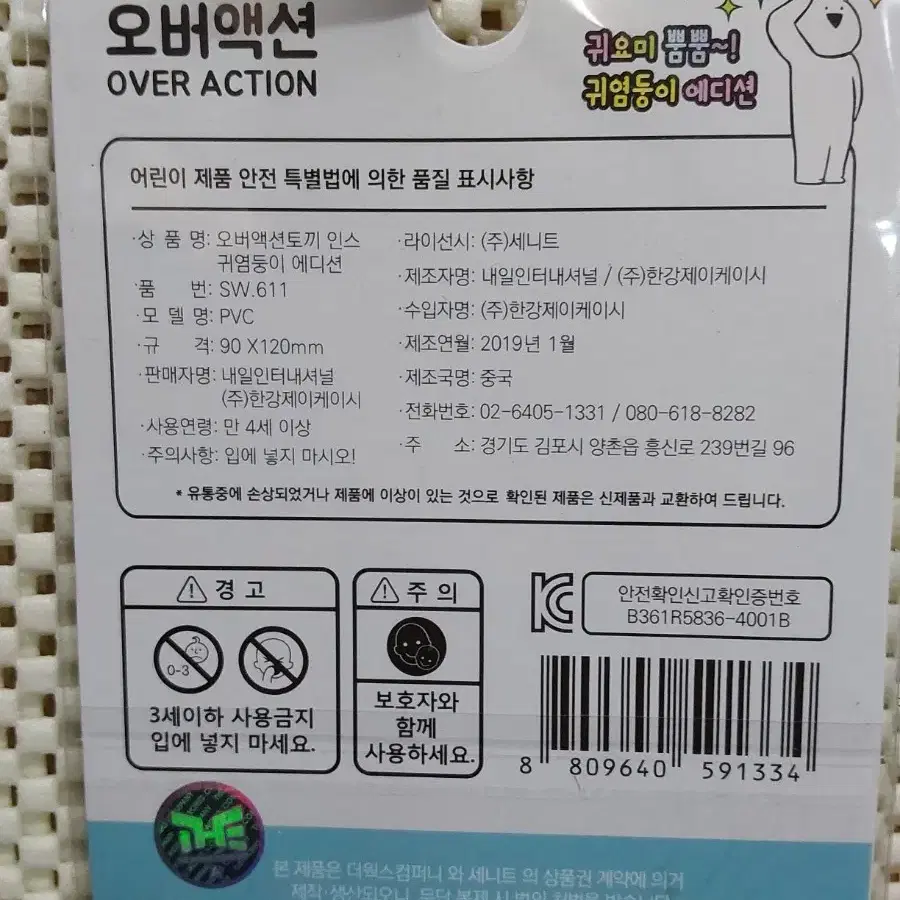 오버액션
OVER ACTION
귀요미 뿜뿜~!
귀염둥이 에디션
어린이 제품 안전 특별법에 의한 품질 표시사항
·상 품 명: 오버액션토끼 인스
귀염둥이 에디션
·품 번: SW.611
·모 델 명: PVC
·규 격: 90 X120mm
·판매자명: 내일인터내셔널
(주)한강제이케이시
·사용연령: 만 4세 이상
·주의사항: 입에 넣지 마시오!
·라이선시: (주)세니트
·제조자명: 내일인터내셔널 / (주)한강제이케이시
·수입자명: (주)한강제이케이시
·제조연월: 2019년 1월
·제조국명: 중국
·전화번호: 02-6405-1331 / 080-618-8282
·주 소: 경기도 김포시 양촌읍 흥신로 239번길 96
* 유통중에 손상되었거나 제품에 이상이 있는 것으로 확인된 제품은 신제품과 교환하여 드립니다.
경 고
0-3
3세이하 사용금지
입에 넣지 마세요.
주 의
보호자와
함께
사용하세요.
안전확인신고확인증번호
B361R5836-4001B
8 809640 591334
본 제품은 더웍스컴퍼니 와 세니트 의 상품권 계약에 의거